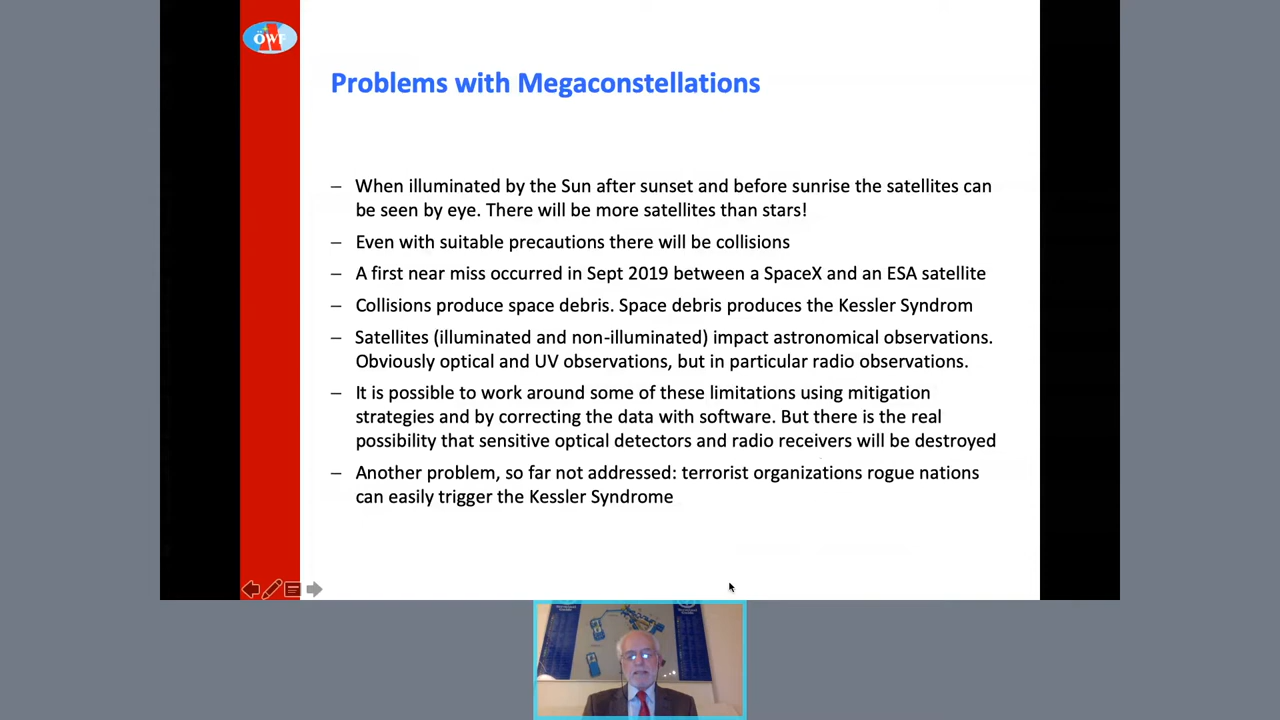 ÖWF
Problems with Megaconstellations
– When illuminated by the Sun after sunset and before sunrise the satellites can
be seen by eye. There will be more satellites than stars!
– Even with suitable precautions there will be collisions
– A first near miss occurred in Sept 2019 between a SpaceX and an ESA satellite
– Collisions produce space debris. Space debris produces the Kessler Syndrom
– Satellites (illuminated and non-illuminated) impact astronomical observations.
Obviously optical and UV observations, but in particular radio observations.
– It is possible to work around some of these limitations using mitigation
strategies and by correcting the data with software. But there is the real
possibility that sensitive optical detectors and radio receivers will be destroyed
– Another problem, so far not addressed: terrorist organizations rogue nations
can easily trigger the Kessler Syndrome